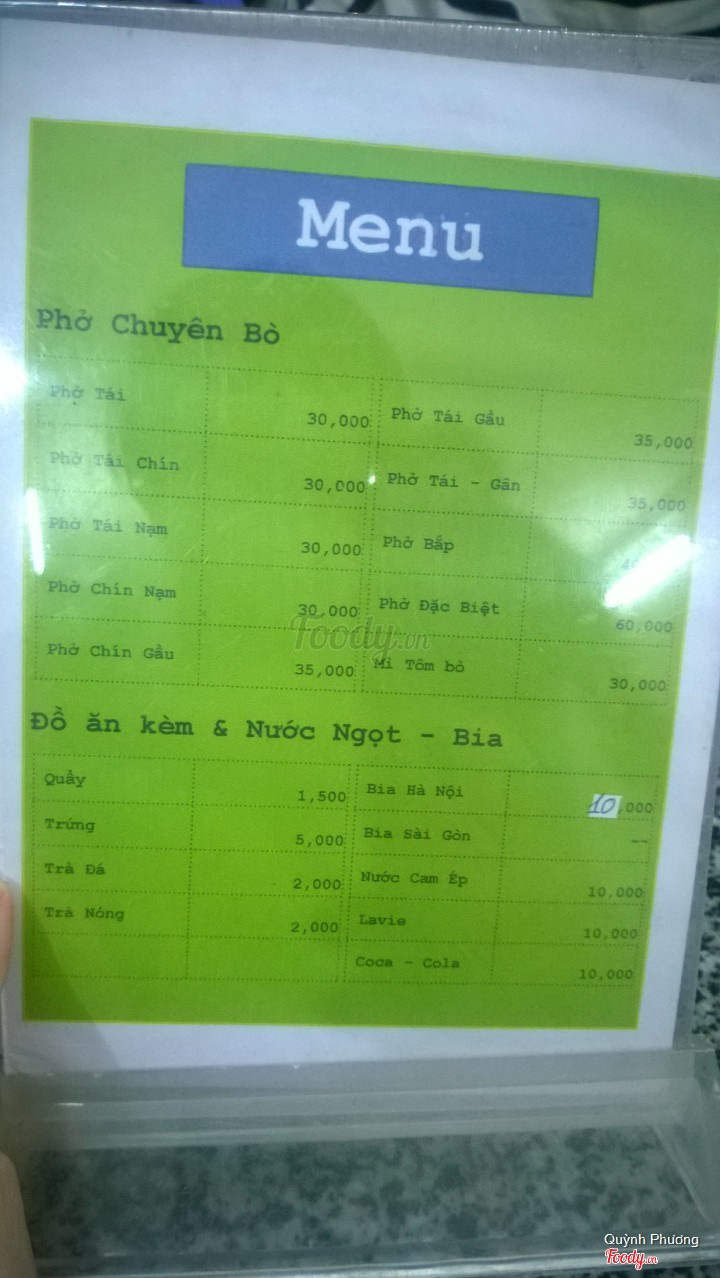 Menu
Phở Chuyên Bò
Phở Tái 30,000 Phở Tái Gầu 35,000
Phở Tái Chín 30,000 Phở Tái - Gân 35,000
Phở Tái Nạm 30,000 Phở Bắp
Phở Chín Nạm 30,000 Phở Đặc Biệt 60,000
Phở Chín Gầu 35,000 Mì Tôm bò 30,000
Foody.vn
Đồ ăn kèm & Nước Ngọt - Bia
Quẩy 1,500 Bia Hà Nội 10,000
Trứng 5,000 Bia Sài Gòn --
Trà Đá 2,000 Nước Cam Ép 10,000
Trà Nóng 2,000 Lavie 10,000
Coca - Cola 10,000
Quỳnh Phương
Foody.vn